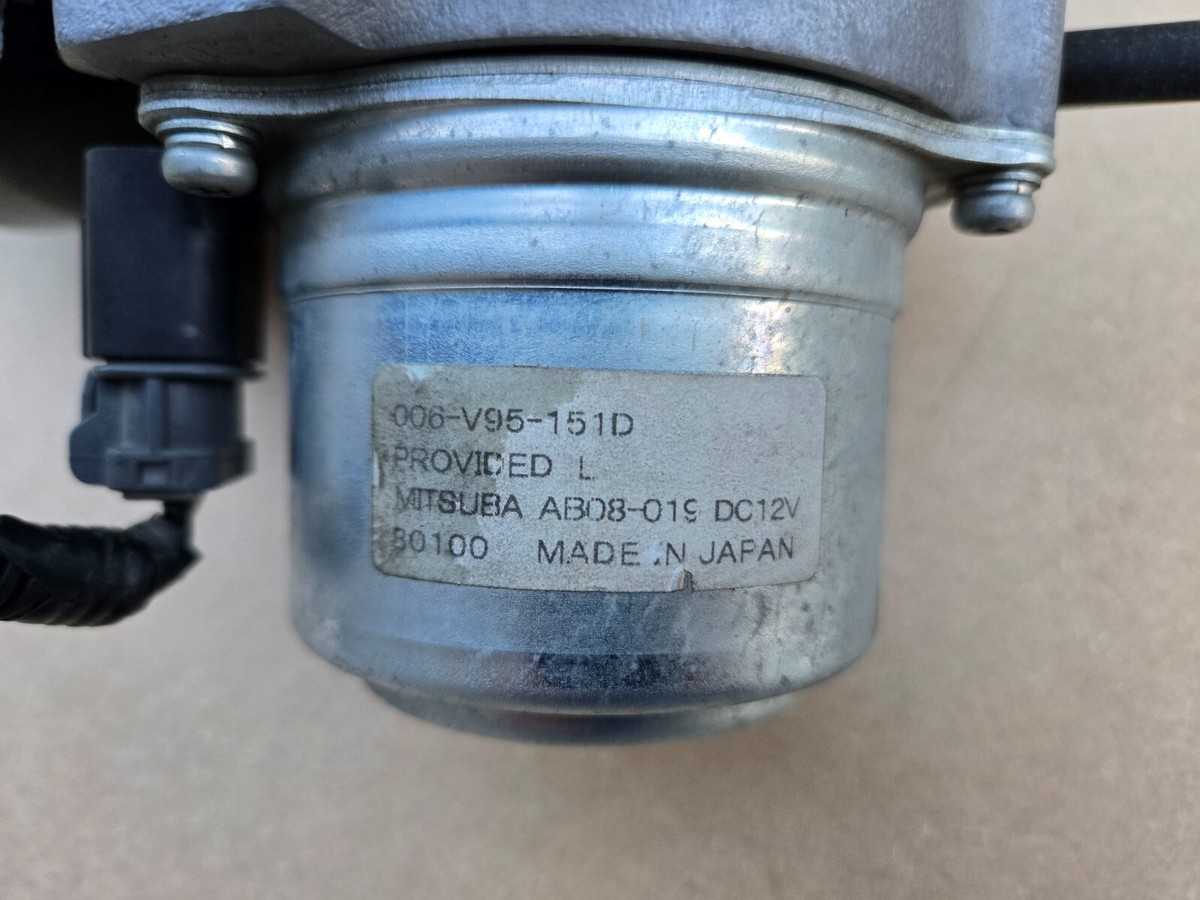 006-V95-151D
PROVIDED L
MITSUBA AB08-019 DC12V
80100 MADE IN JAPAN